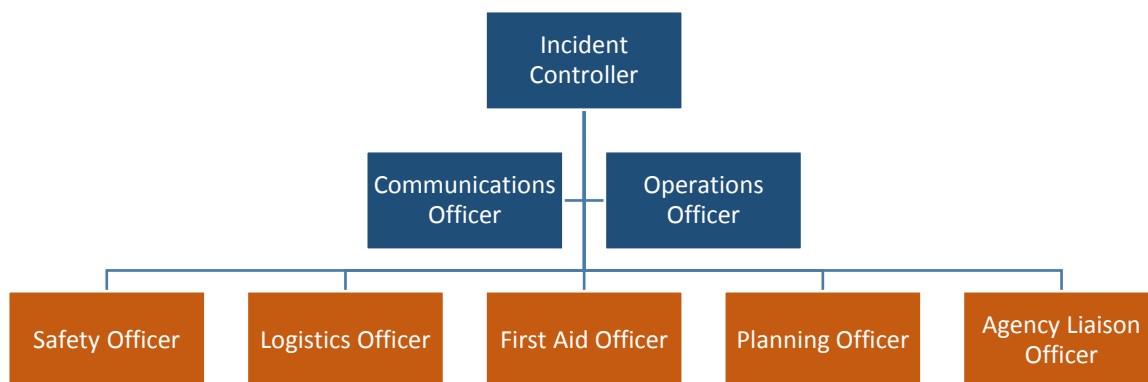 Incident
Controller
Communications
Officer
Operations
Officer
Safety Officer
Logistics Officer
First Aid Officer
Planning Officer
Agency Liaison
Officer